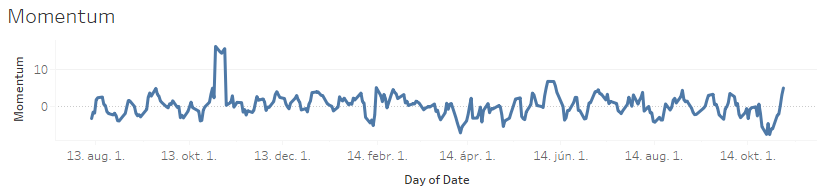 Momentum
Momentum
10
0
13. aug. 1.
13. okt. 1.
13. dec. 1.
14. febr. 1.
14. ápr. 1.
14. jún. 1.
14. aug. 1.
14. okt. 1.
Day of Date